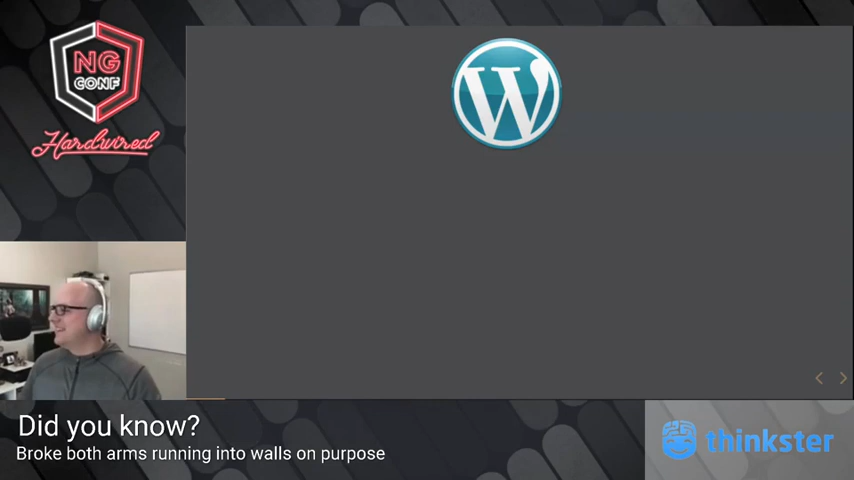 NG
CONF
Hardwired
W
Did you know?
Broke both arms running into walls on purpose
thinkster